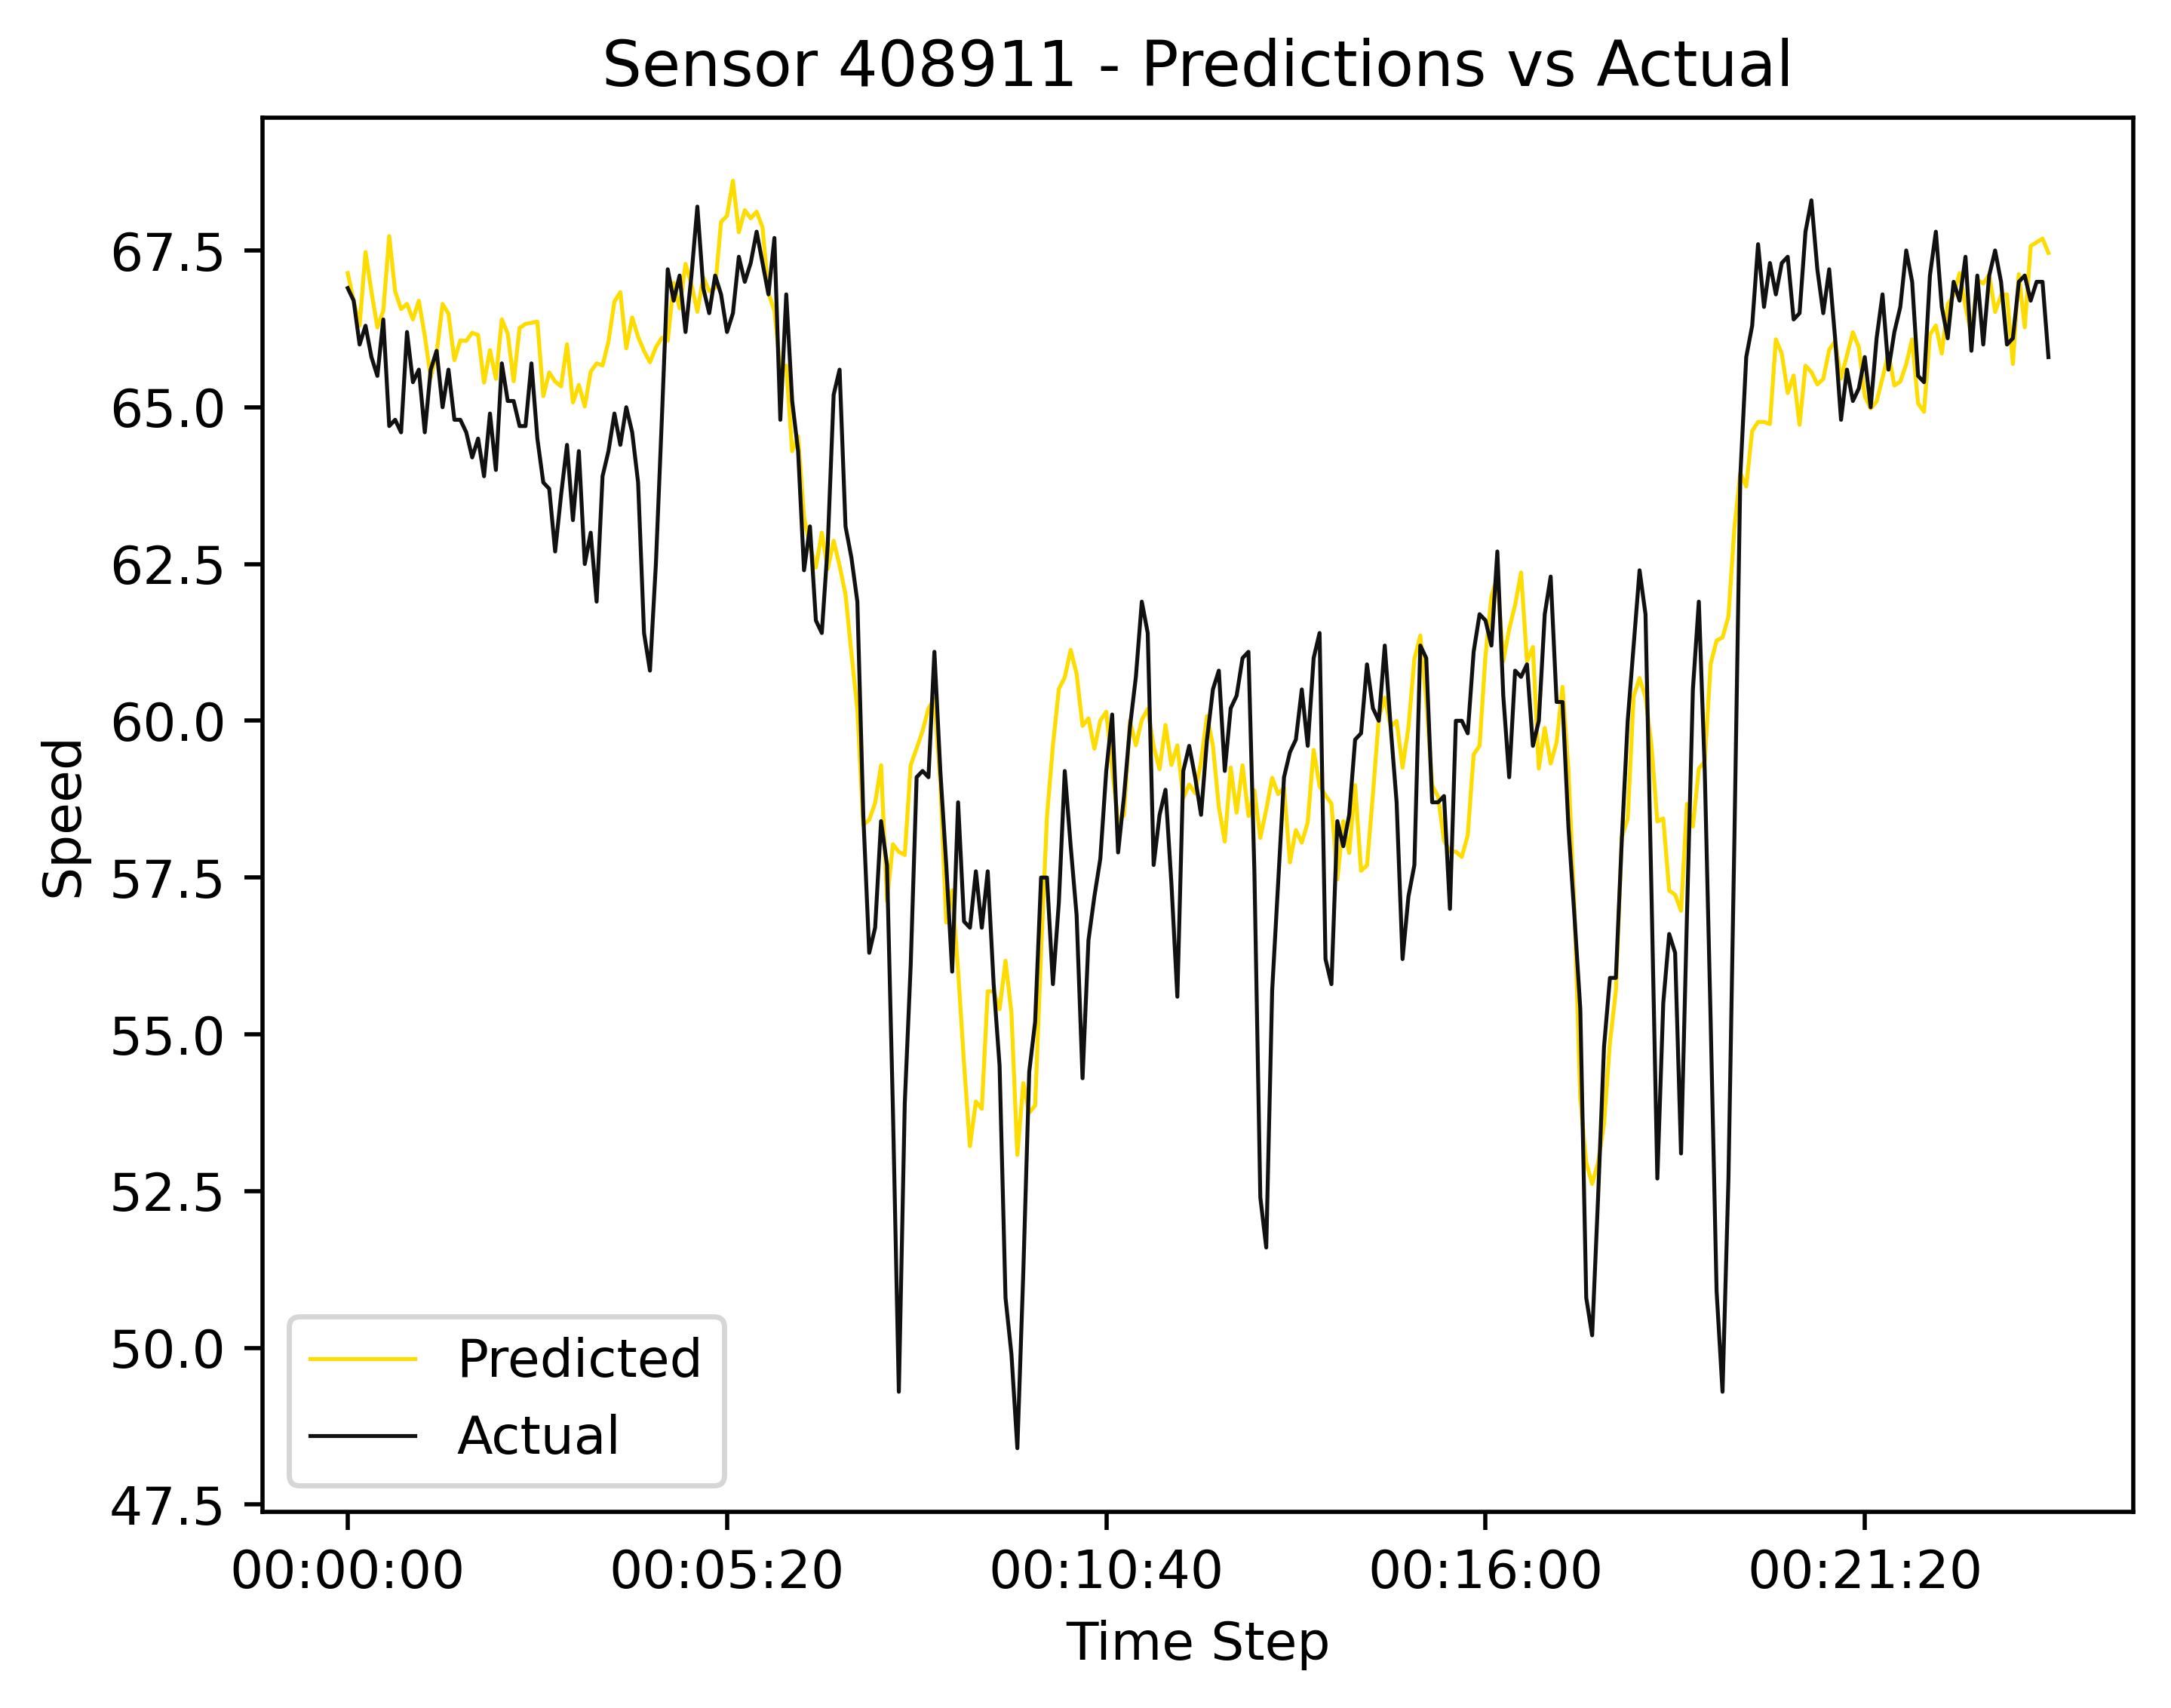 Sensor 408911 - Predictions vs Actual
67.5
65.0
62.5
60.0
57.5
55.0
52.5
50.0
47.5
Speed
Predicted
Actual
00:00:00 00:05:20 00:10:40 00:16:00 00:21:20
Time Step